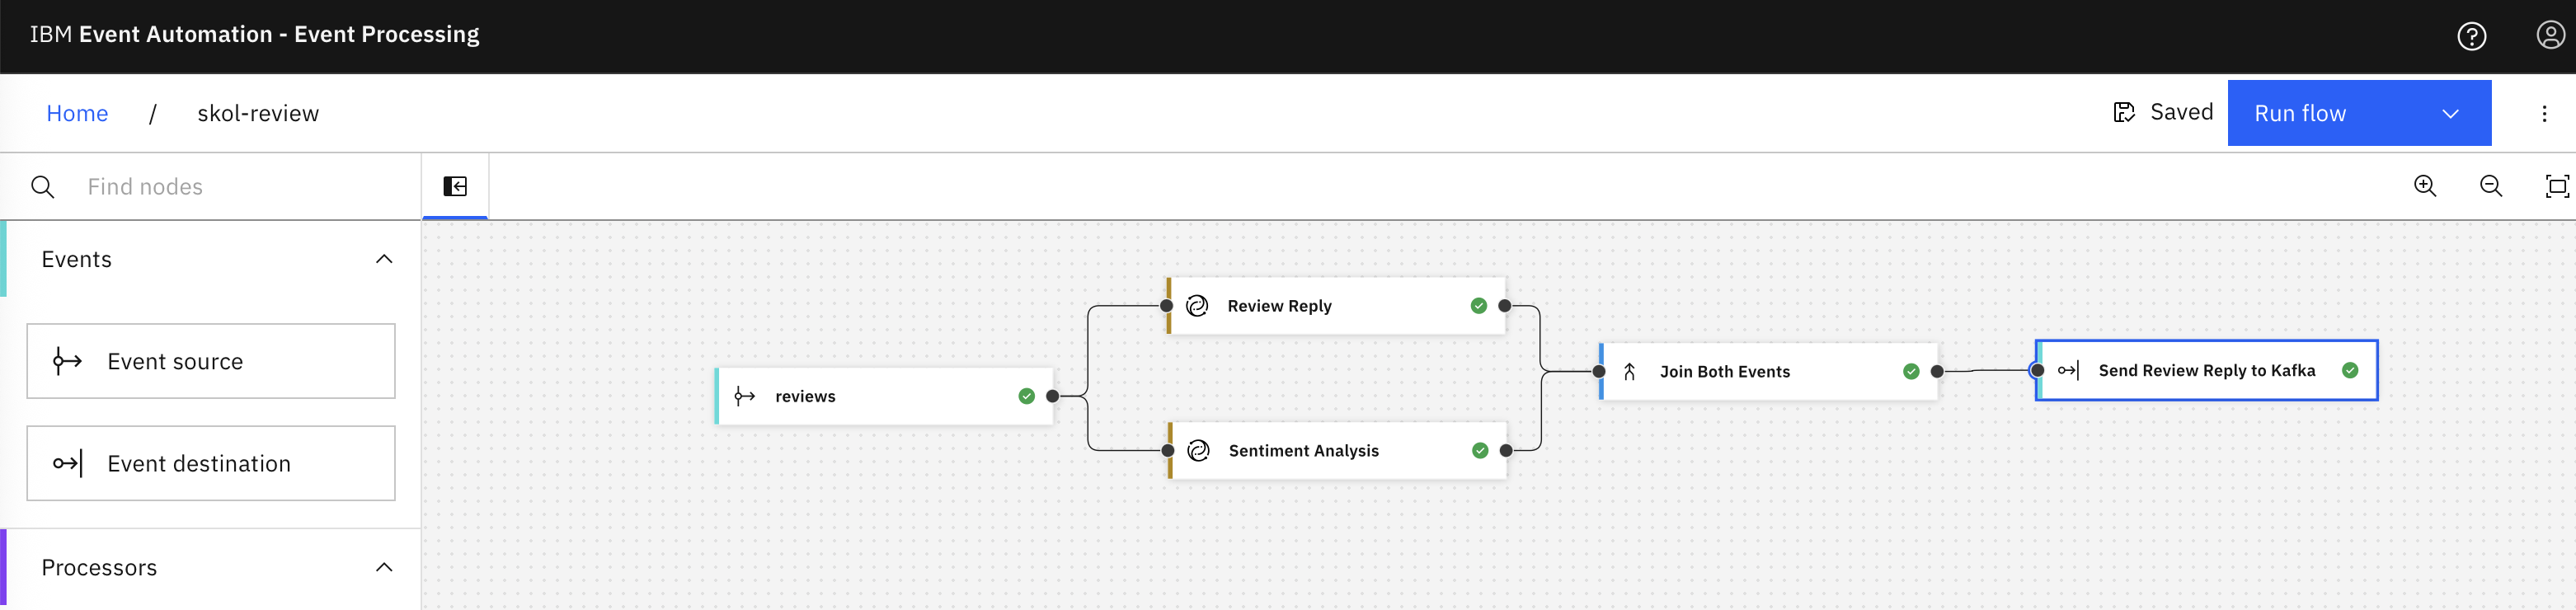 IBM Event Automation - Event Processing
Home / skol-review
Saved
Run flow
Find nodes
Events
Event source
Event destination
Processors
reviews
Review Reply
Sentiment Analysis
Join Both Events
Send Review Reply to Kafka